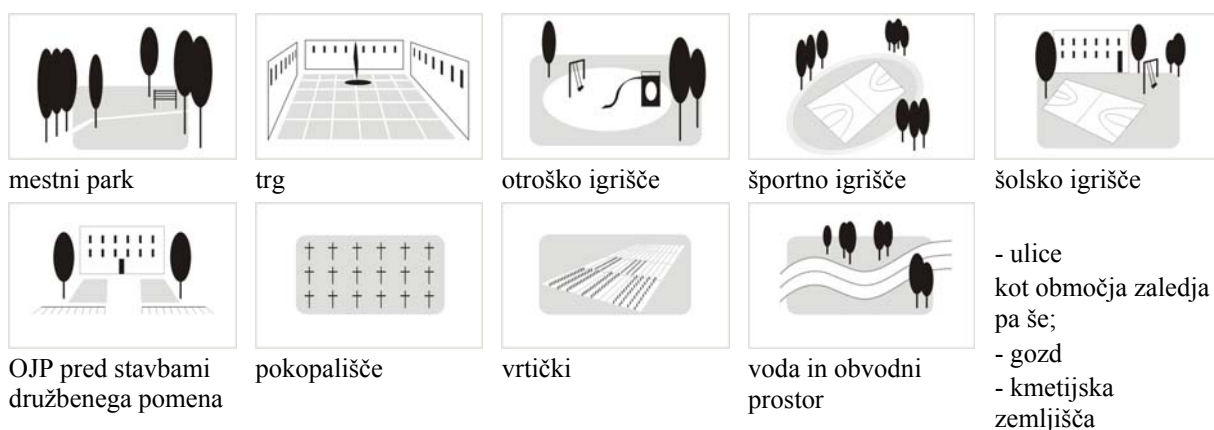 mestni park
trg
otroško igrišče
športno igrišče
šolsko igrišče
OJP pred stavbami
družbenega pomena
pokopališče
vrtički
voda in obvodni
prostor
- ulice
kot območja zaledja
pa še;
- gozd
- kmetijska
zemljišča